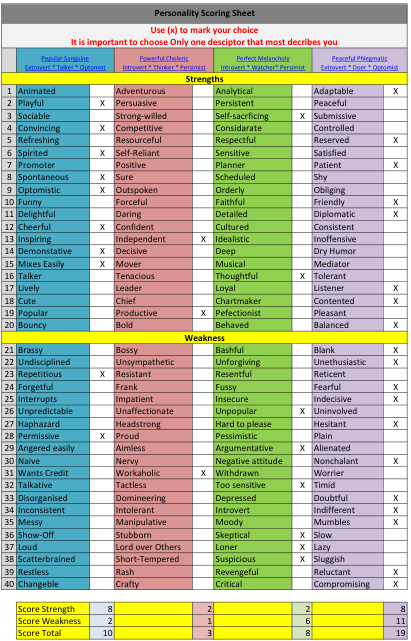 Personality Scoring Sheet
Use (x) to mark your choice
It is important to choose Only one desciptor that most decribes you
Popular Sanguine Powerful Choleric Perfect Melancholy Peaceful Phlegmatic
Extrovert * Talker * Optomist Introvert * Thinker * Persimist Introvert * Watcher* Persimist Extrovert * Doer * Optomist
Strengths
1 Animated Adventurous Analytical Adaptable X
2 Playful X Persuasive Persistent Peaceful
3 Sociable Strong-willed Self-sacrficing X Submissive
4 Convincing X Competitive Considarate Controlled
5 Refreshing Resourceful Respectful Reserved X
6 Spirited X Self-Reliant Sensitive Satisfied
7 Promoter Positive Planner Patient X
8 Spontaneous X Sure Scheduled Shy
9 Optomistic X Outspoken Orderly Obliging
10 Funny Forceful Faithful Friendly X
11 Delightful Daring Detailed Diplomatic X
12 Cheerful X Confident Cultured Consistent
13 Inspiring Independent X Idealistic Inoffensive
14 Demonstative X Decisive Deep Dry Humor
15 Mixes Easily X Mover Musical Mediator
16 Talker Tenacious Thoughtful X Tolerant
17 Lively Leader Loyal Listener X
18 Cute Chief Chartmaker Contented X
19 Popular Productive X Pefectionist Pleasant
20 Bouncy Bold Behaved Balanced X
Weakness
21 Brassy Bossy Bashful Blank X
22 Undisciplined Unsympathetic Unforgiving Unethusiastic X
23 Repetitious X Resistant Resentful Reticent
24 Forgetful Frank Fussy Fearful X
25 Interrupts Impatient Insecure Indecisive X
26 Unpredictable Unaffectionate Unpopular X Uninvolved
27 Haphazard Headstrong Hard to please Hesitant X
28 Permissive X Proud Pessimistic Plain
29 Angered easily Aimless Argumentative X Alienated
30 Naive Nervy Negative attitude Nonchalant X
31 Wants Credit Workaholic X Withdrawn Worrier
32 Talkative Tactless Too sensitive X Timid
33 Disorganised Domineering Depressed Doubtful X
34 Inconsistent Intolerant Introvert Indifferent X
35 Messy Manipulative Moody Mumbles X
36 Show-Off Stubborn Skeptical X Slow
37 Loud Lord over Others Loner X Lazy
38 Scatterbrained Short-Tempered Suspicious X Sluggish
39 Restless Rash Revengeful Reluctant X
40 Changeble Crafty Critical Compromising X
Score Strength 8 2 2 8
Score Weakness 2 1 6 11
Score Total 10 3 8 19